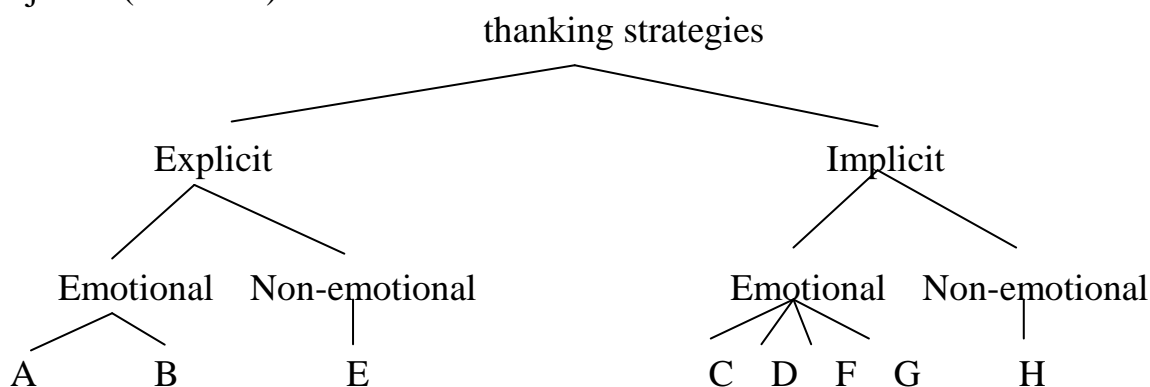 thanking strategies
Explicit Implicit
Emotional Non-emotional Emotional Non-emotional
A B E C D F G H